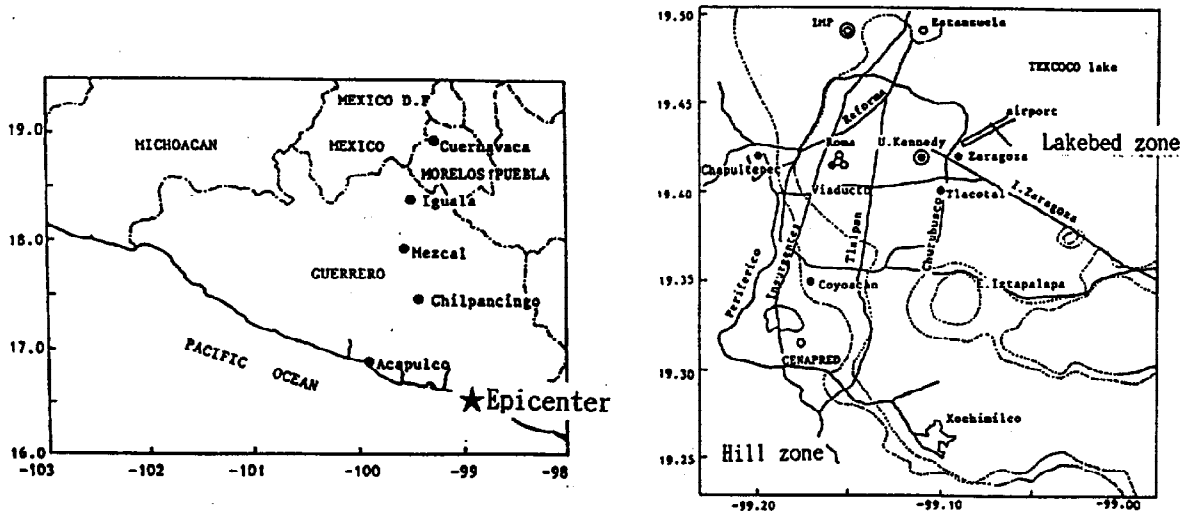 19.0
18.0
17.0
16.0
-103
-102
-101
-100
-99
-98
MICHOACAN
MEXICO D.F
MEXICO
Cuernavaca
MORELOS
PUEBLA
Iguala
Mezcal
GUERRERO
Chilpancingo
Acapulco
PACIFIC OCEAN
Epicenter
19.50
19.45
19.40
19.35
19.30
19.25
-99.20
-99.10
-99.00
IMP
Estanzuela
TEXCOCO lake
Reforma
airport
Lakebed zone
Roma
U.Kennedy
Zaragoza
Chapultepec
Viaducto
Tlacotal
I.Zaragoza
Periferico
Insurgentes
Tlalpan
Churubusco
Coyoacan
E.Iztapalapa
CENAPRED
Xochimilco
Hill zone